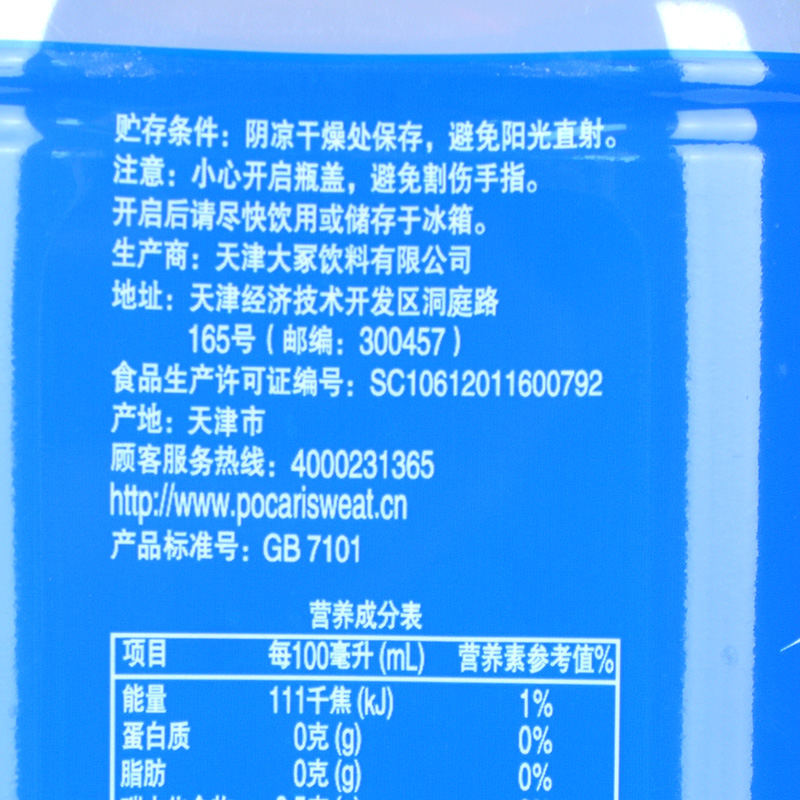 贮存条件：阴凉干燥处保存，避免阳光直射。
注意：小心开启瓶盖，避免割伤手指。
开启后请尽快饮用或储存于冰箱。
生产商：天津大冢饮料有限公司
地址：天津经济技术开发区洞庭路
165号（邮编：300457）
食品生产许可证编号：SC10612011600792
产地：天津市
顾客服务热线：4000231365
http://www.pocarisweat.cn
产品标准号：GB 7101
营养成分表
项目 每100毫升 (mL) 营养素参考值%
能量 111千焦 (kJ) 1%
蛋白质 0克 (g) 0%
脂肪 0克 (g) 0%